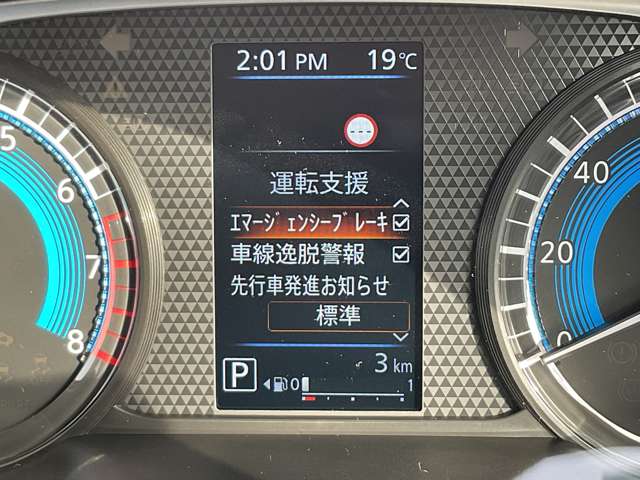 2:01 PM 19℃
運転支援
ｴﾏｰｼﾞｪﾝｼｰﾌﾞﾚｰｷ
車線逸脱警報
先行車発進お知らせ
標準
3 km
P 0 1
5
6
7
8
40
20
0